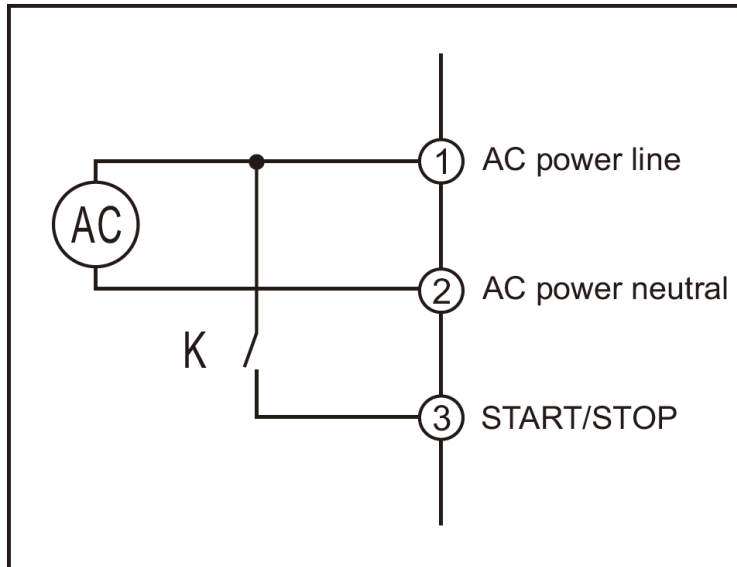 1 AC power line
AC
2 AC power neutral
K
3 START/STOP